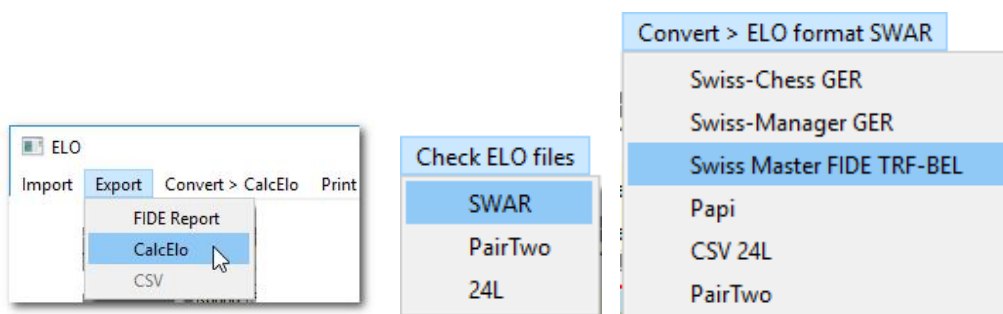 ELO
Import Export Convert > CalcElo Print
FIDE Report
CalcElo
CSV
Check ELO files
SWAR
PairTwo
24L
Convert > ELO format SWAR
Swiss-Chess GER
Swiss-Manager GER
Swiss Master FIDE TRF-BEL
Papi
CSV 24L
PairTwo